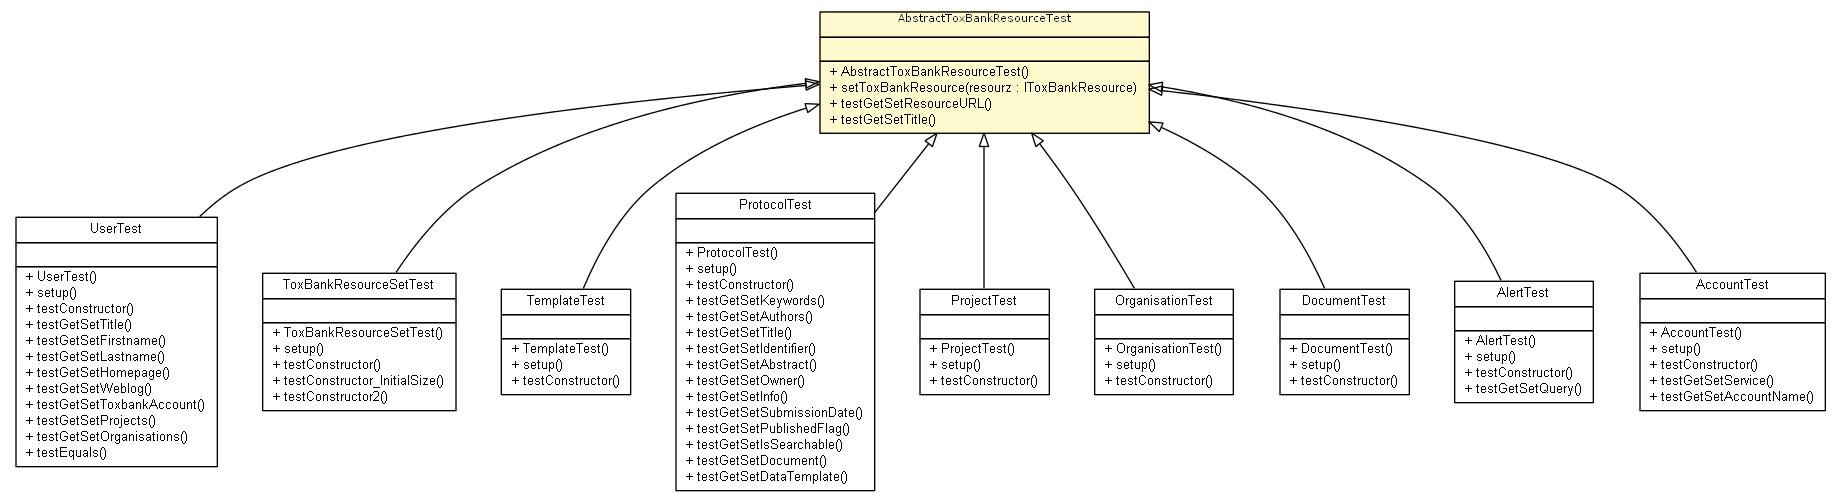 AbstractToxBankResourceTest
+ AbstractToxBankResourceTest()
+ setToxBankResource(resourz : IToxBankResource)
+ testGetSetResourceURL()
+ testGetSetTitle()
UserTest
+ UserTest()
+ setup()
+ testConstructor()
+ testGetSetTitle()
+ testGetSetFirstname()
+ testGetSetLastname()
+ testGetSetHomepage()
+ testGetSetWeblog()
+ testGetSetToxbankAccount()
+ testGetSetProjects()
+ testGetSetOrganisations()
+ testEquals()
ToxBankResourceSetTest
+ ToxBankResourceSetTest()
+ setup()
+ testConstructor()
+ testConstructor_InitialSize()
+ testConstructor2()
TemplateTest
+ TemplateTest()
+ setup()
+ testConstructor()
ProtocolTest
+ ProtocolTest()
+ setup()
+ testConstructor()
+ testGetSetKeywords()
+ testGetSetAuthors()
+ testGetSetTitle()
+ testGetSetIdentifier()
+ testGetSetAbstract()
+ testGetSetOwner()
+ testGetSetInfo()
+ testGetSetSubmissionDate()
+ testGetSetPublishedFlag()
+ testGetSetIsSearchable()
+ testGetSetDocument()
+ testGetSetDataTemplate()
ProjectTest
+ ProjectTest()
+ setup()
+ testConstructor()
OrganisationTest
+ OrganisationTest()
+ setup()
+ testConstructor()
DocumentTest
+ DocumentTest()
+ setup()
+ testConstructor()
AlertTest
+ AlertTest()
+ setup()
+ testConstructor()
+ testGetSetQuery()
AccountTest
+ AccountTest()
+ setup()
+ testConstructor()
+ testGetSetService()
+ testGetSetAccountName()